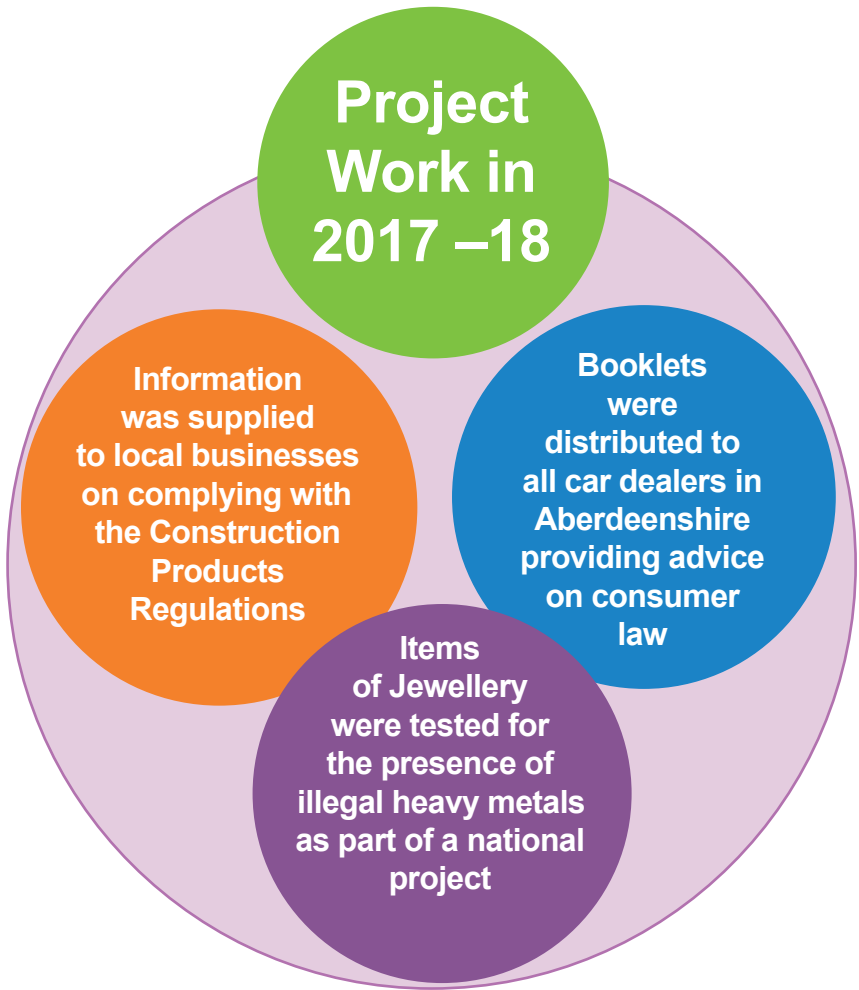 Project
Work in
2017 –18
Information
was supplied
to local businesses
on complying with
the Construction
Products
Regulations
Booklets
were
distributed to
all car dealers in
Aberdeenshire
providing advice
on consumer
law
Items
of Jewellery
were tested for
the presence of
illegal heavy metals
as part of a national
project